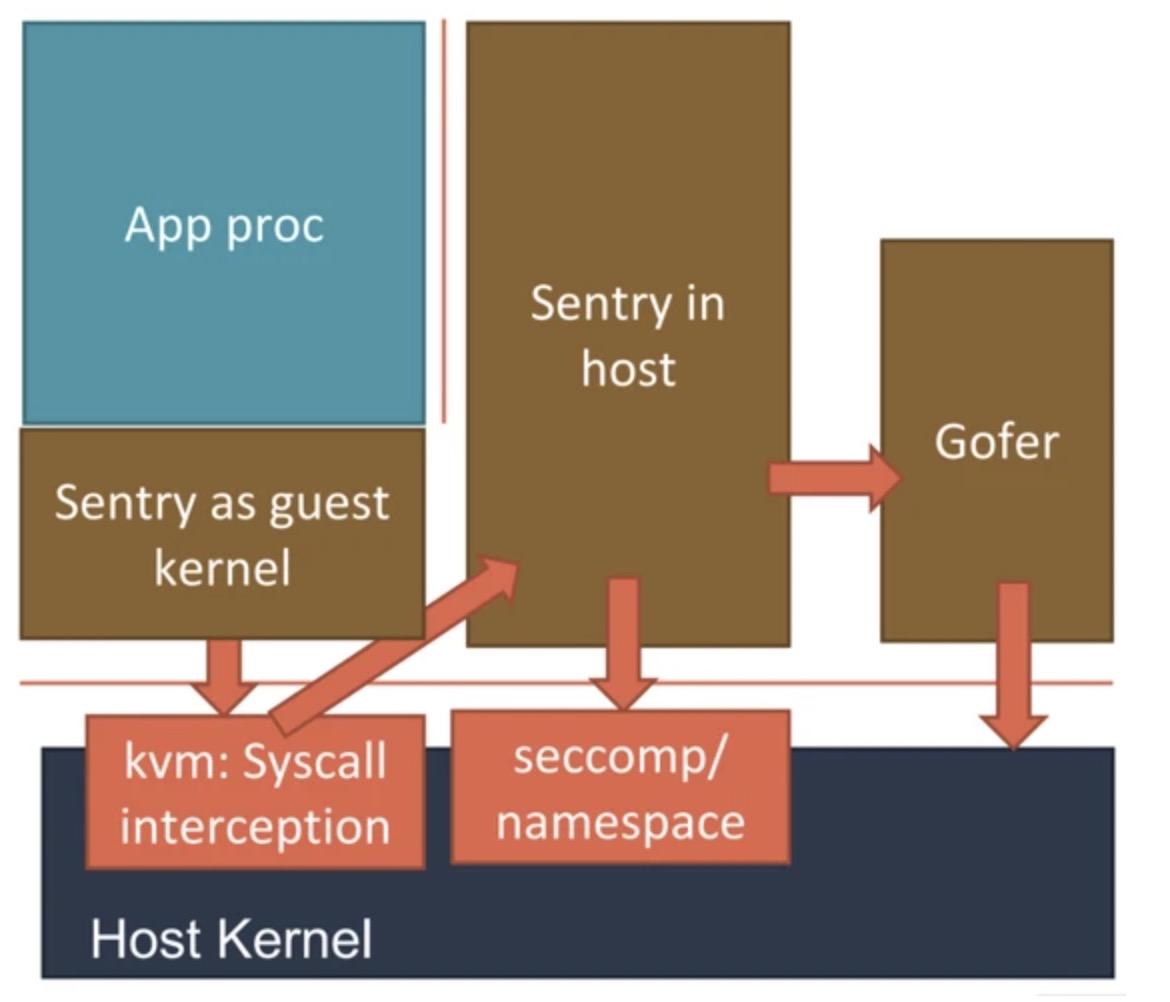 App proc
Sentry in
host
Gofer
Sentry as guest
kernel
kvm: Syscall
interception
seccomp/
namespace
Host Kernel